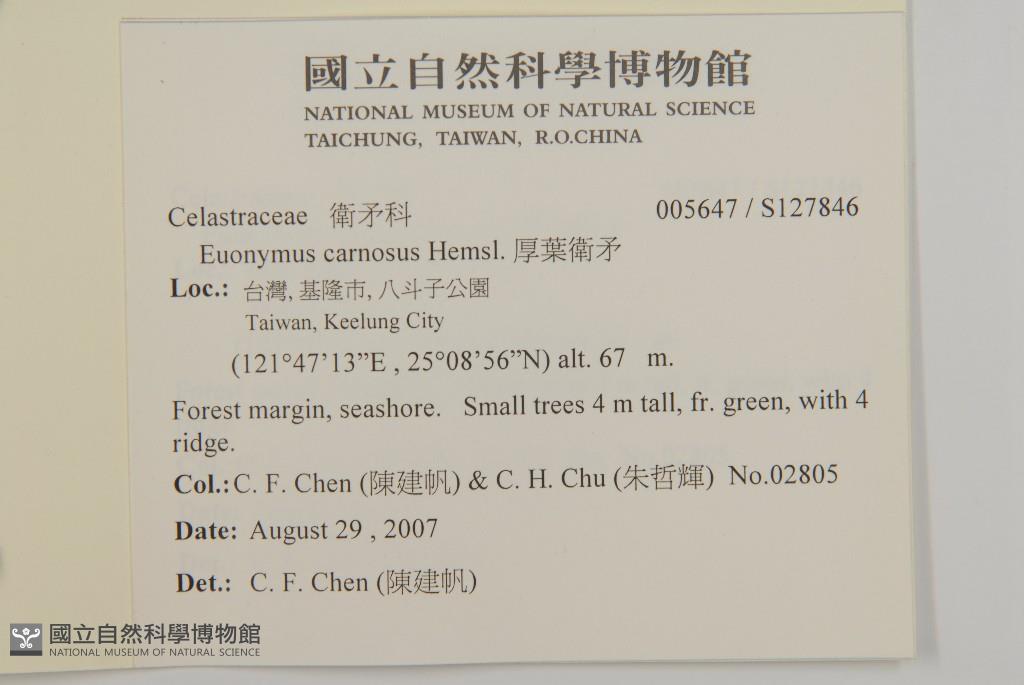 國立自然科學博物館
NATIONAL MUSEUM OF NATURAL SCIENCE
TAICHUNG, TAIWAN, R.O.CHINA
Celastraceae 衛矛科 005647 / S127846
Euonymus carnosus Hemsl. 厚葉衛矛
Loc.: 台灣, 基隆市, 八斗子公園
Taiwan, Keelung City
(121°47’13”E , 25°08’56”N) alt. 67 m.
Forest margin, seashore. Small trees 4 m tall, fr. green, with 4
ridge.
Col.: C. F. Chen (陳建帆) & C. H. Chu (朱哲輝) No.02805
Date: August 29 , 2007
Det.: C. F. Chen (陳建帆)
國立自然科學博物館
NATIONAL MUSEUM OF NATURAL SCIENCE